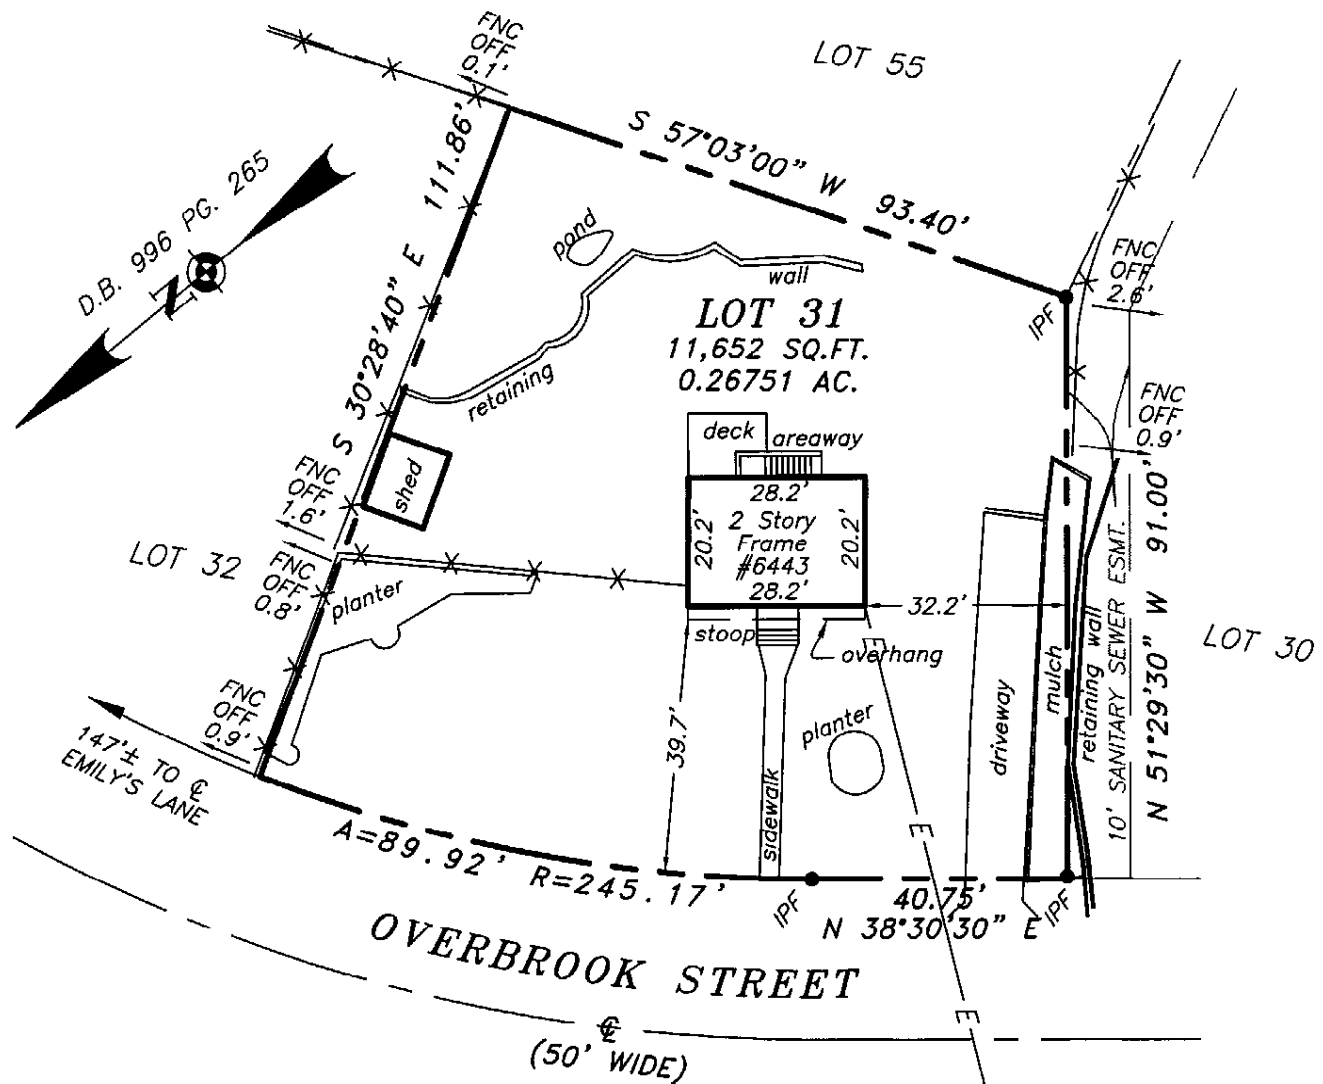 FNC
OFF
0.1'
LOT 55
S 57°03'00" W 93.40'
D.B. 996 PG. 265
N
S 30°28'40" E 111.86'
pond
wall
retaining
LOT 31
11,652 SQ.FT.
0.26751 AC.
IPF
FNC
OFF
2.6'
FNC
OFF
0.9'
deck
areaway
28.2'
20.2'
2 Story
Frame
#6443
28.2'
20.2'
shed
FNC
OFF
1.6'
LOT 32
FNC
OFF
0.8'
planter
stoop
overhang
32.2'
E
39.7'
sidewalk
planter
driveway
mulch
retaining wall
10' SANITARY SEWER ESMT.
N 51°29'30" W 91.00'
LOT 30
FNC
OFF
0.9'
147'± TO ℄
EMILY'S LANE
A=89.92' R=245.17'
E
E
IPF
40.75'
N 38°30'30" E
IPF
OVERBROOK STREET
℄
(50' WIDE)
E